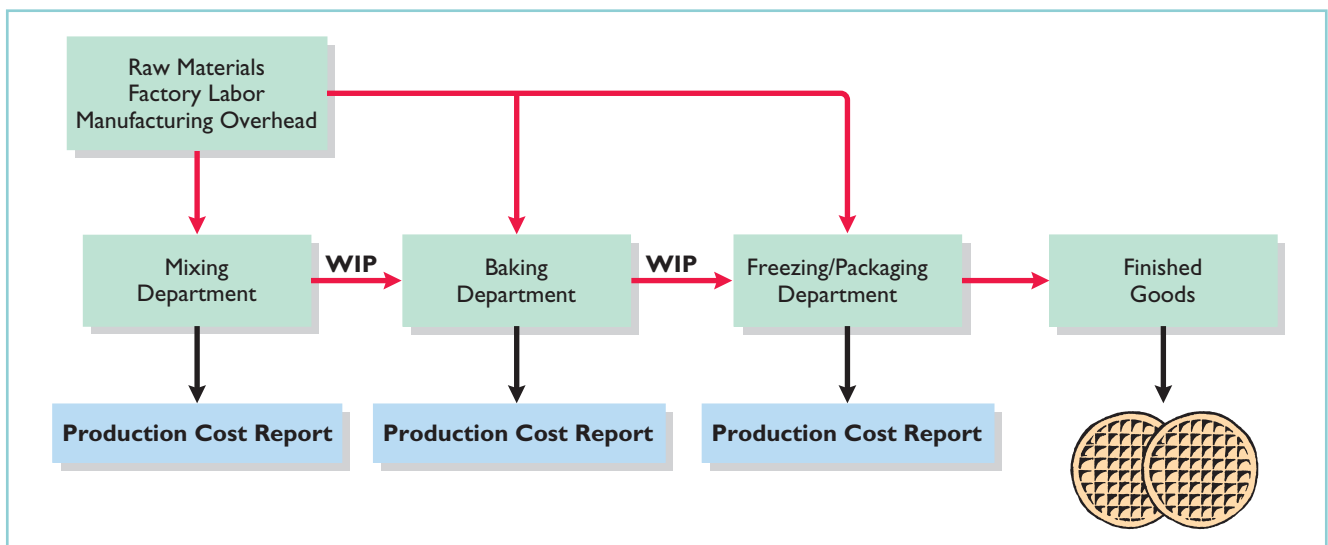 Raw Materials
Factory Labor
Manufacturing Overhead
Mixing
Department
WIP
Baking
Department
WIP
Freezing/Packaging
Department
Finished
Goods
Production Cost Report
Production Cost Report
Production Cost Report